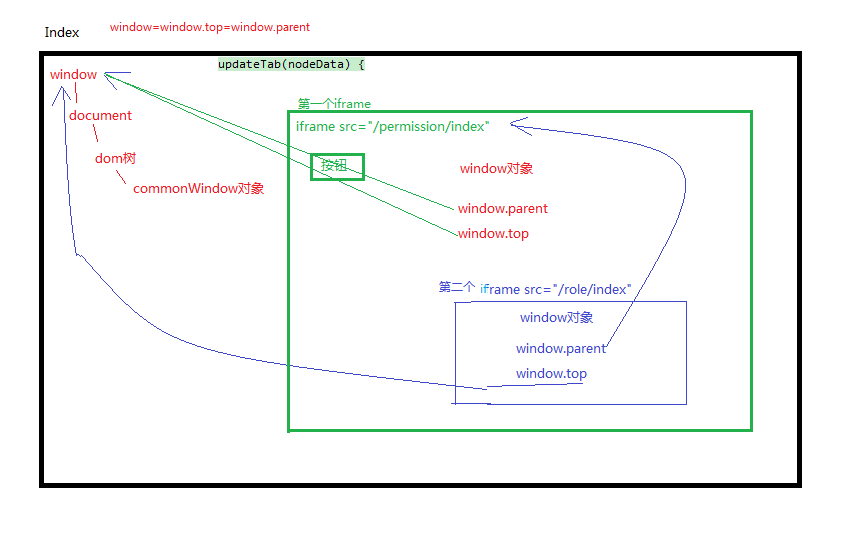 Index
window=window.top=window.parent
window
updateTab(nodeData) {
document
dom树
commonWindow对象
第一个iframe
iframe src="/permission/index"
按钮
window对象
window.parent
window.top
第二个 iframe src="/role/index"
window对象
window.parent
window.top